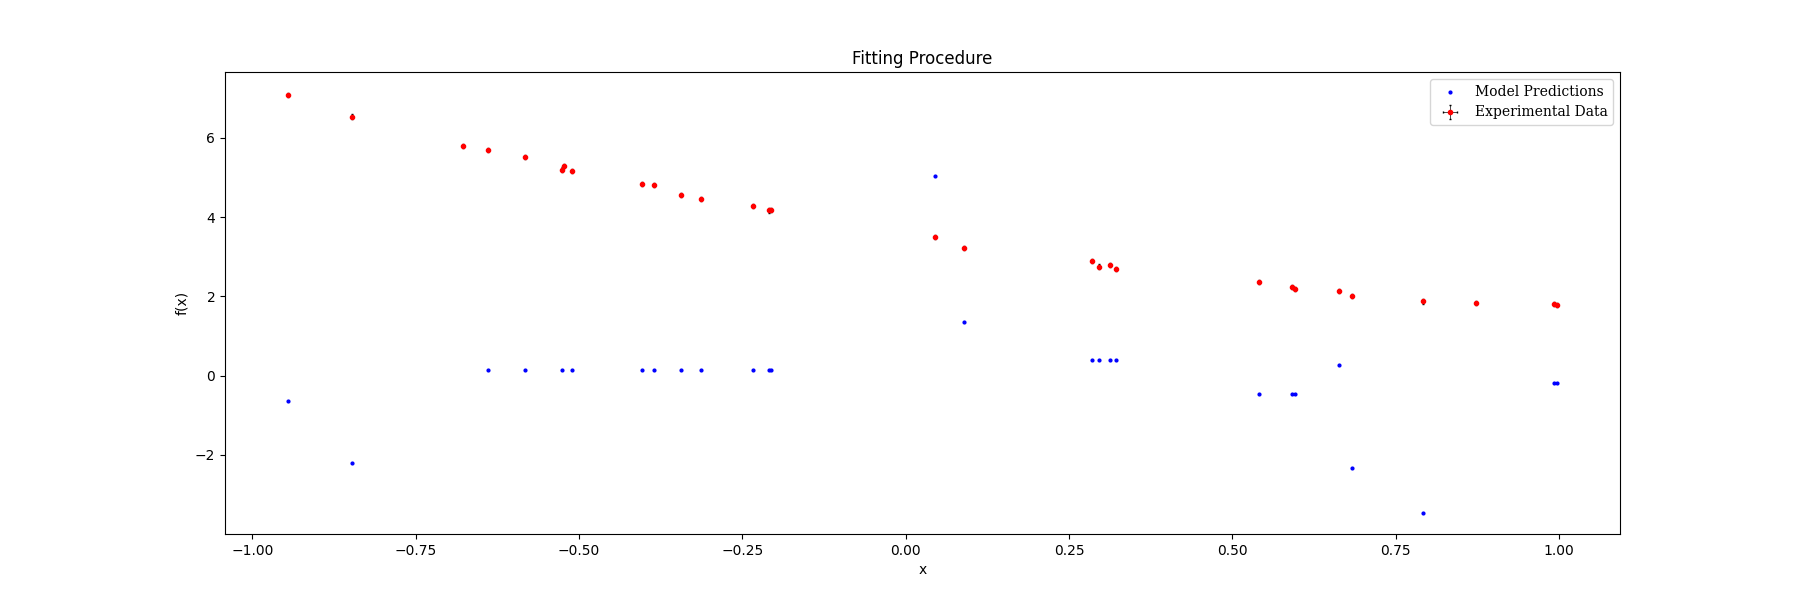 Fitting Procedure
Model Predictions
Experimental Data
f(x)
6
4
2
0
−2
−1.00 −0.75 −0.50 −0.25 0.00 0.25 0.50 0.75 1.00
x